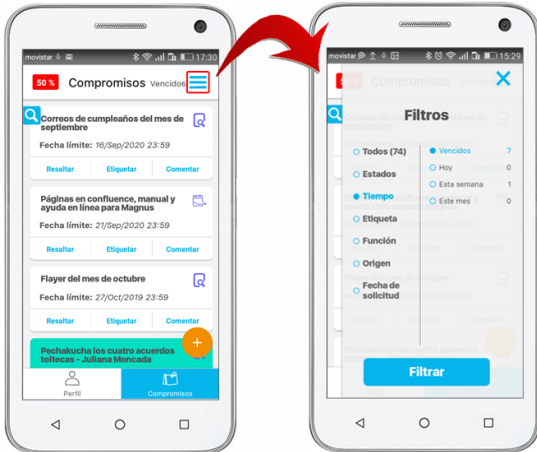 movistar 17:30
50 % Compromisos Vencidos
Correos de cumpleaños del mes de
septiembre
Fecha límite: 16/Sep/2020 23:59
Resaltar Etiquetar Comentar
Páginas en confluence, manual y
ayuda en línea para Magnus
Fecha límite: 21/Sep/2020 23:59
Resaltar Etiquetar Comentar
Flayer del mes de octubre
Fecha límite: 27/Oct/2019 23:59
Resaltar Etiquetar Comentar
Pechakucha los cuatro acuerdos
toltecas - Juliana Moncada
+
Perfil Compromisos
movistar 15:29
Compromisos
Filtros
Todos (74)
Estados
Tiempo
Etiqueta
Función
Origen
Fecha de
solicitud
Vencidos 7
Hoy 0
Esta semana 1
Este mes 0
Filtrar